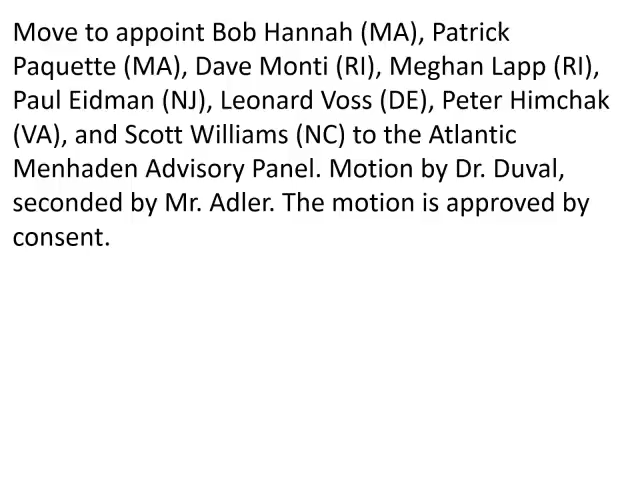 Move to appoint Bob Hannah (MA), Patrick
Paquette (MA), Dave Monti (RI), Meghan Lapp (RI),
Paul Eidman (NJ), Leonard Voss (DE), Peter Himchak
(VA), and Scott Williams (NC) to the Atlantic
Menhaden Advisory Panel. Motion by Dr. Duval,
seconded by Mr. Adler. The motion is approved by
consent.